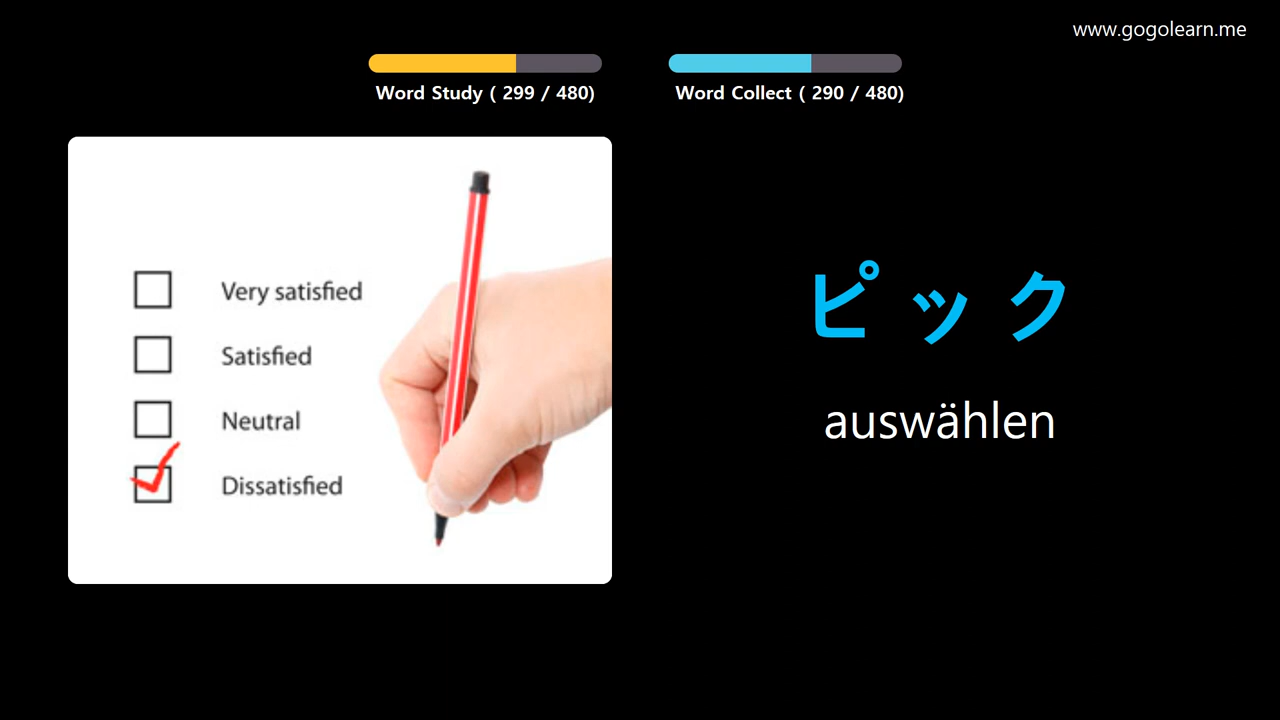 www.gogolearn.me
Word Study ( 299 / 480)
Word Collect ( 290 / 480)
Very satisfied
Satisfied
Neutral
Dissatisfied
ピック
auswählen